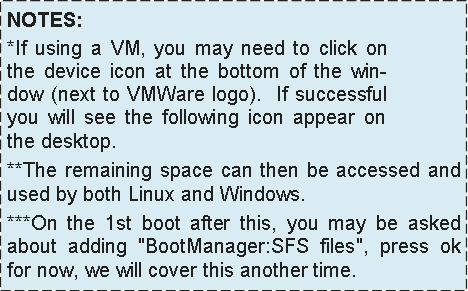 NOTES:
*If using a VM, you may need to click on
the device icon at the bottom of the win-
dow (next to VMWare logo). If successful
you will see the following icon appear on
the desktop.
**The remaining space can then be accessed and
used by both Linux and Windows.
***On the 1st boot after this, you may be asked
about adding "BootManager:SFS files", press ok
for now, we will cover this another time.